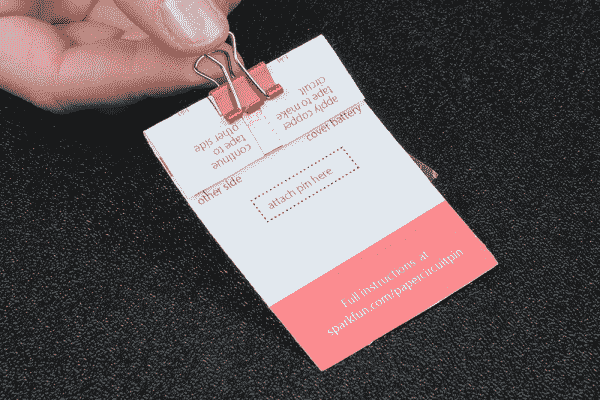 apply copper
tape to make
circuit
continue
tape to
other side
cover battery
other side
attach pin here
Full instructions at
sparkfun.com/papercircuitpin